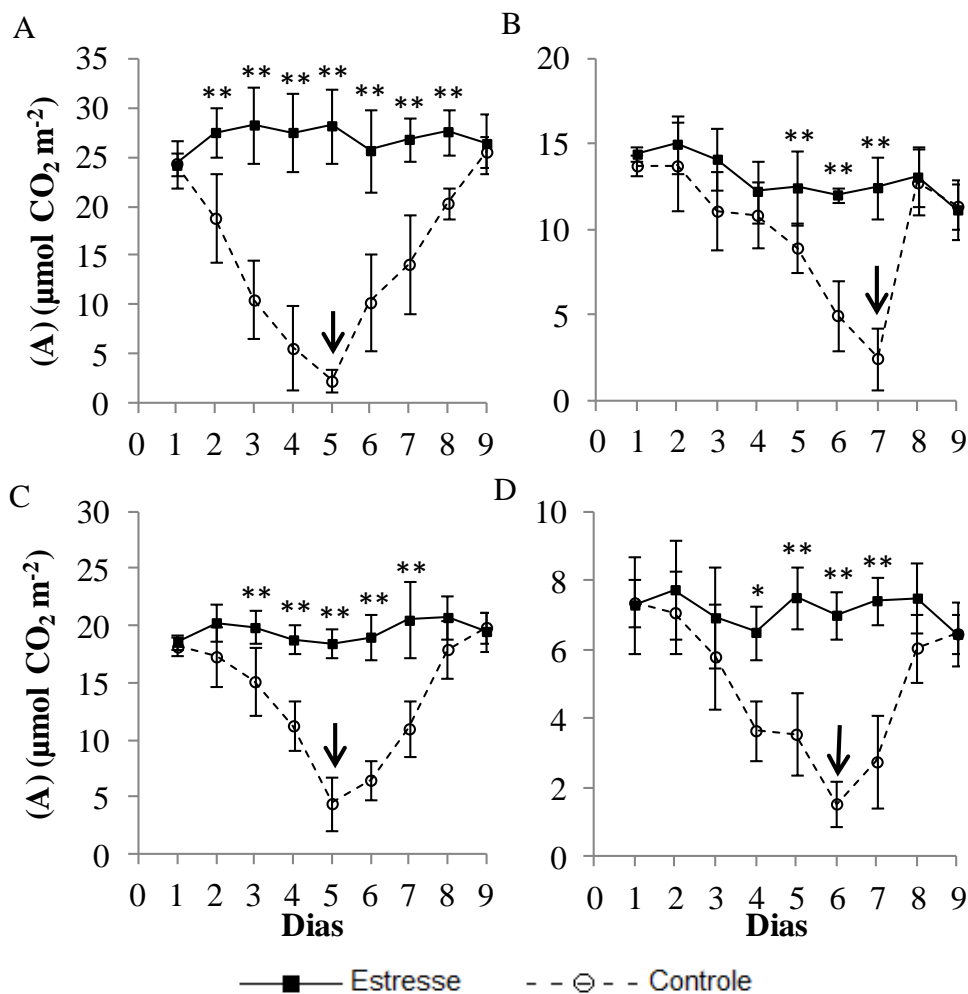 A
(A) (µmol CO₂ m⁻²)
35
30
25
20
15
10
5
0
** ** ** ** ** ** **
0 1 2 3 4 5 6 7 8 9
B
20
15
10
5
0
** ** **
0 1 2 3 4 5 6 7 8 9
C
(A) (µmol CO₂ m⁻²)
30
25
20
15
10
5
0
** ** ** ** **
0 1 2 3 4 5 6 7 8 9
Dias
D
10
8
6
4
2
0
* ** ** **
0 1 2 3 4 5 6 7 8 9
Dias
Estresse Controle